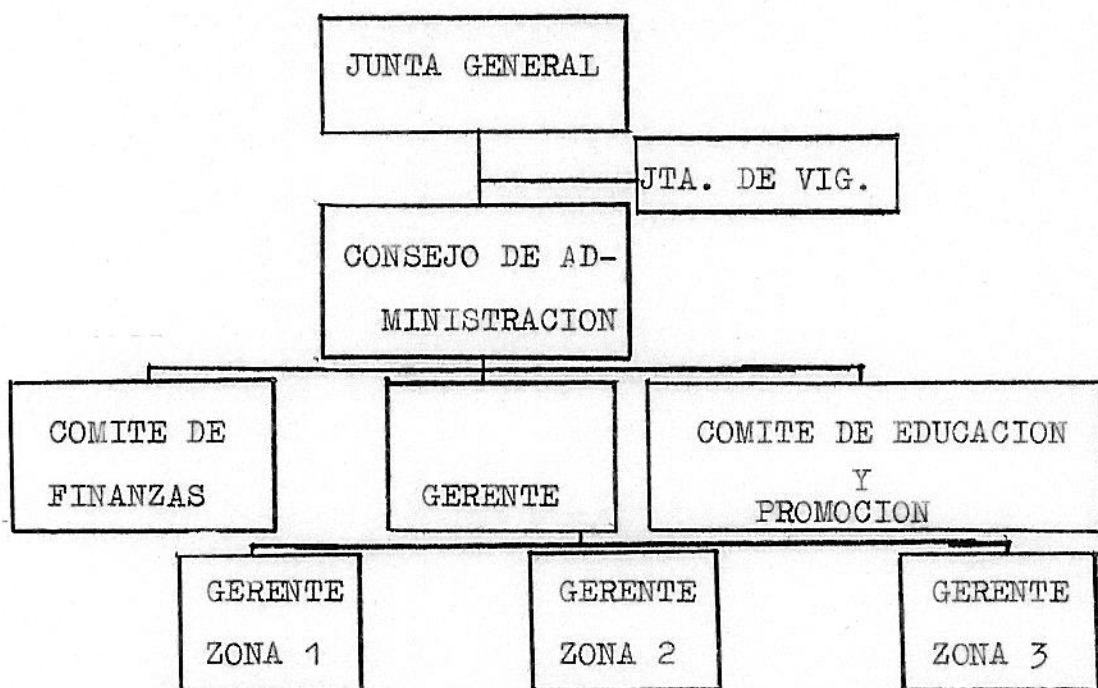 JUNTA GENERAL
JTA. DE VIG.
CONSEJO DE AD-
MINISTRACION
COMITE DE
FINANZAS
GERENTE
COMITE DE EDUCACION
Y
PROMOCION
GERENTE
ZONA 1
GERENTE
ZONA 2
GERENTE
ZONA 3